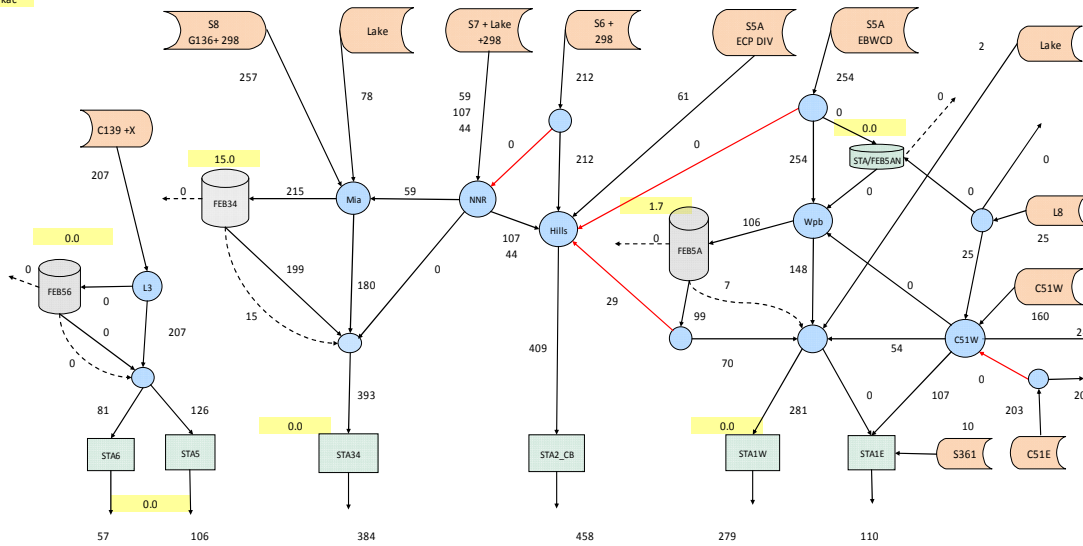 S8
G136+ 298
Lake
S7 + Lake
+298
S6 +
298
S5A
ECP DIV
S5A
EBWCD
Lake
2
257
78
59
107
44
212
61
254
0
0
0.0
C139 +X
0
212
0
254
STA/FEB5AN
0
207
15.0
0
215
59
FEB34
Mia
NNR
1.7
0
0
L8
25
0.0
Hills
107
44
0
FEB5A
106
Wpb
25
0
FEB56
L3
0
199
180
0
29
7
148
0
C51W
160
0
207
15
99
0
409
70
54
C51W
0
203
81
126
393
281
0
107
10
0.0
0.0
STA6
STA5
STA34
STA2_CB
STA1W
STA1E
S361
C51E
0.0
57
106
384
458
279
110